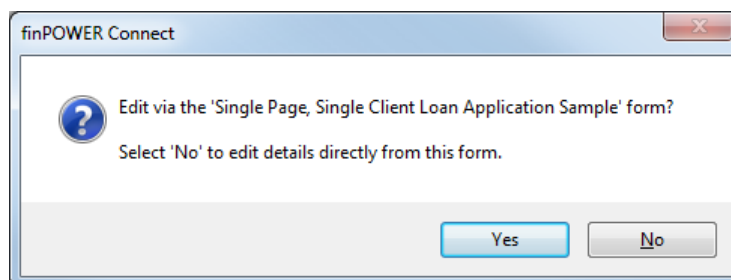 finPOWER Connect
Edit via the 'Single Page, Single Client Loan Application Sample' form?
Select 'No' to edit details directly from this form.
Yes
No